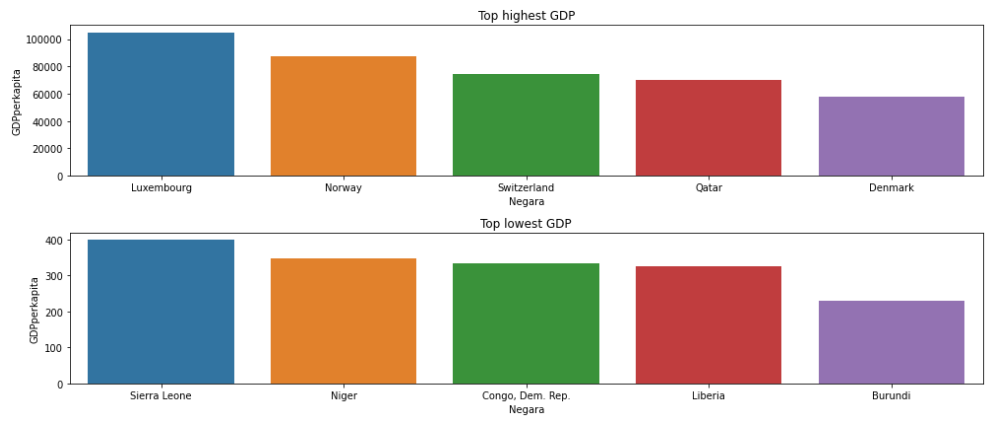 Top highest GDP
100000
80000
60000
40000
20000
0
GDPperkapita
Luxembourg Norway Switzerland Qatar Denmark
Negara
Top lowest GDP
400
300
200
100
0
GDPperkapita
Sierra Leone Niger Congo, Dem. Rep. Liberia Burundi
Negara